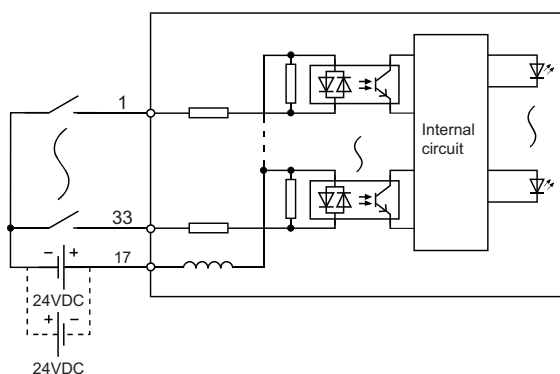 1
Internal
circuit
33
17
− +
24VDC
+ −
24VDC